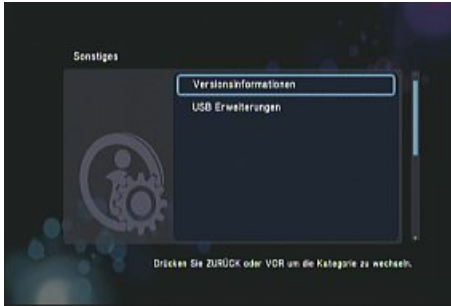 Sonstiges
Versionsinformationen
USB Erweiterungen
Drücken Sie ZURÜCK oder VOR um die Kategorie zu wechseln.